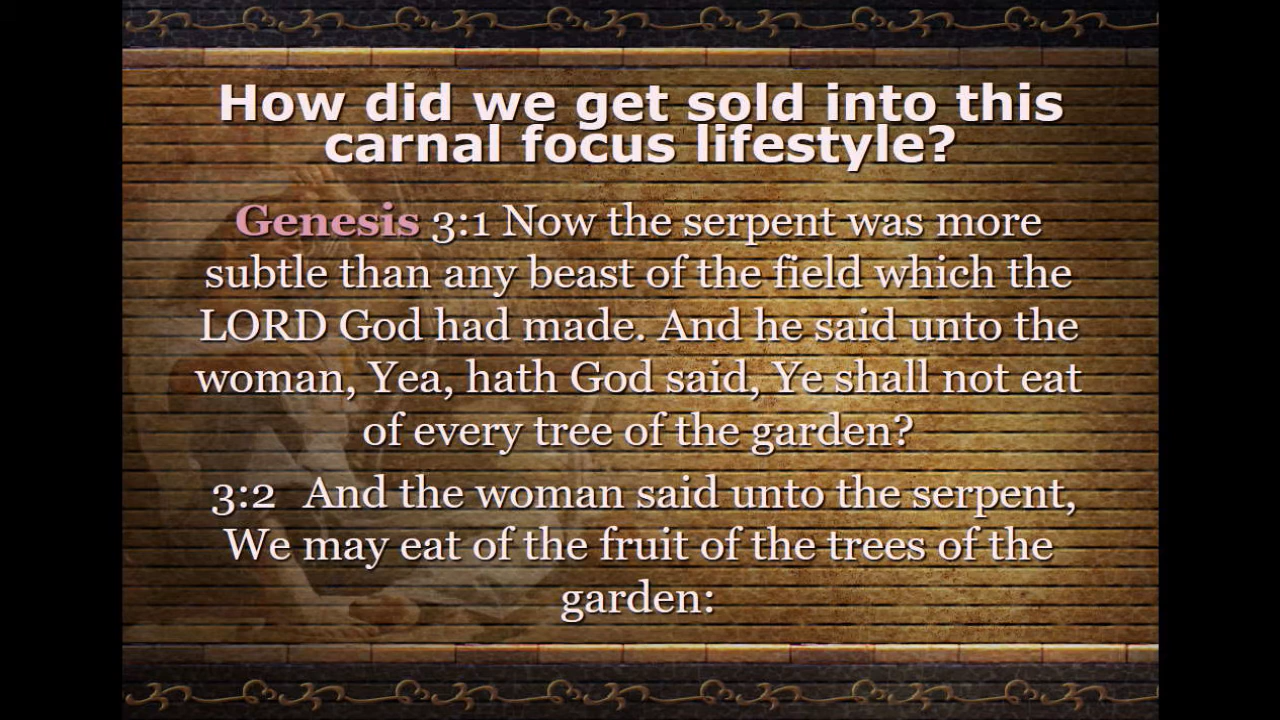 How did we get sold into this
carnal focus lifestyle?
Genesis 3:1 Now the serpent was more
subtle than any beast of the field which the
LORD God had made. And he said unto the
woman, Yea, hath God said, Ye shall not eat
of every tree of the garden?
3:2 And the woman said unto the serpent,
We may eat of the fruit of the trees of the
garden: